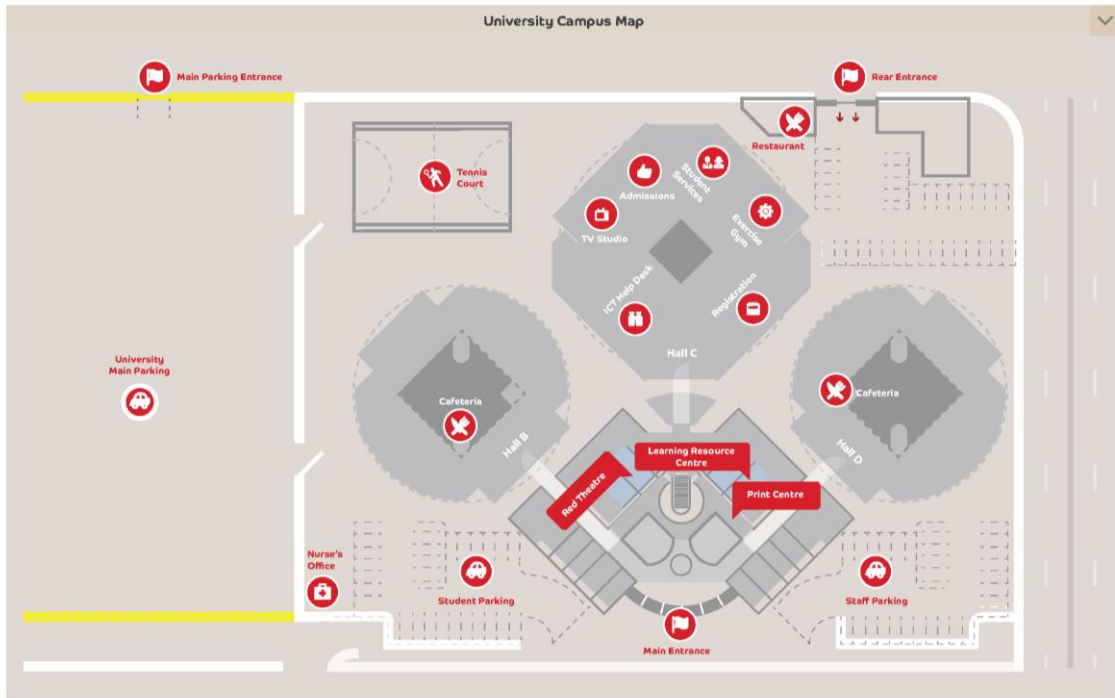 University Campus Map
Main Parking Entrance
Rear Entrance
Restaurant
Tennis
Court
Student
Services
Admissions
TV Studio
Exercise
Gym
ICT Help Desk
Registration
Hall C
University
Main Parking
Cafeteria
Cafeteria
Hall B
Hall D
Learning Resource
Centre
Red Theatre
Print Centre
Nurse's
Office
Student Parking
Staff Parking
Main Entrance